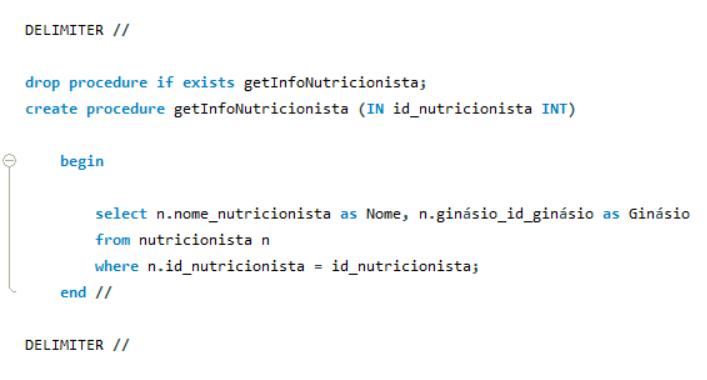 DELIMITER //
drop procedure if exists getInfoNutricionista;
create procedure getInfoNutricionista (IN id_nutricionista INT)
begin
select n.nome_nutricionista as Nome, n.ginásio_id_ginásio as Ginásio
from nutricionista n
where n.id_nutricionista = id_nutricionista;
end //
DELIMITER //